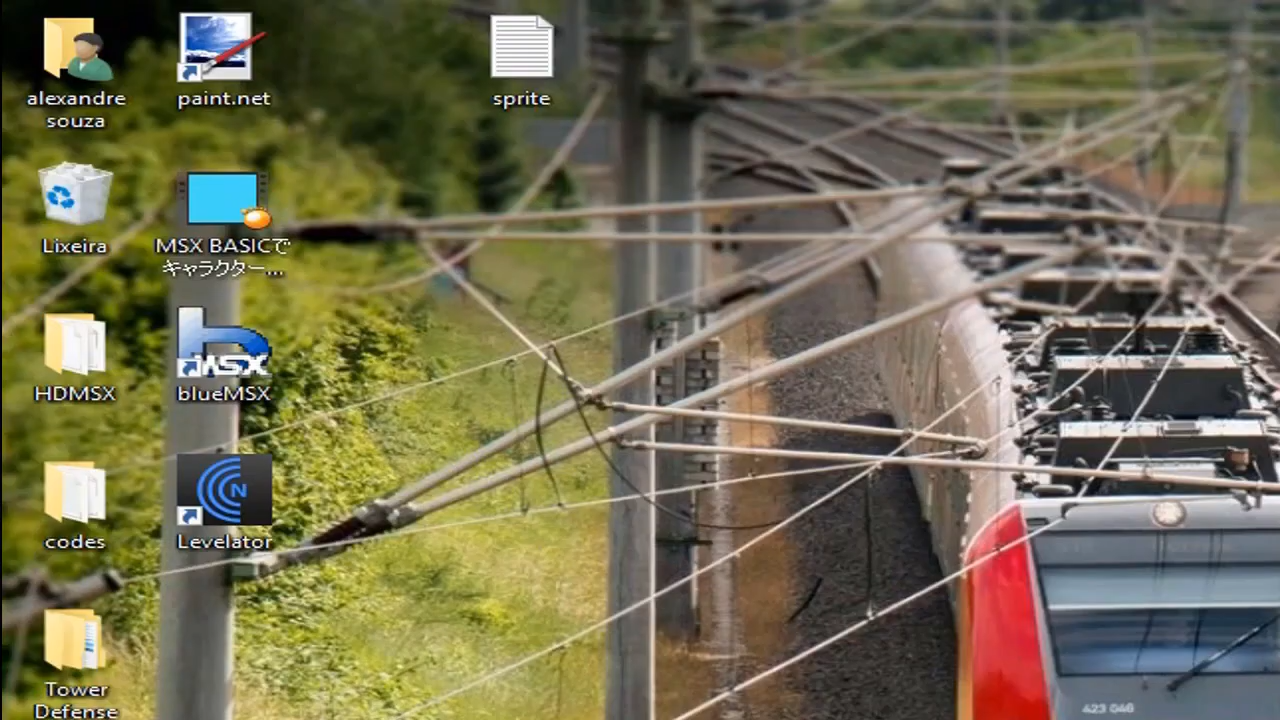 alexandre
souza
paint.net
sprite
Lixeira
MSX BASICで
キャラクター...
HDMSX
MSX
blueMSX
codes
N
Levelator
Tower
Defense
423 046